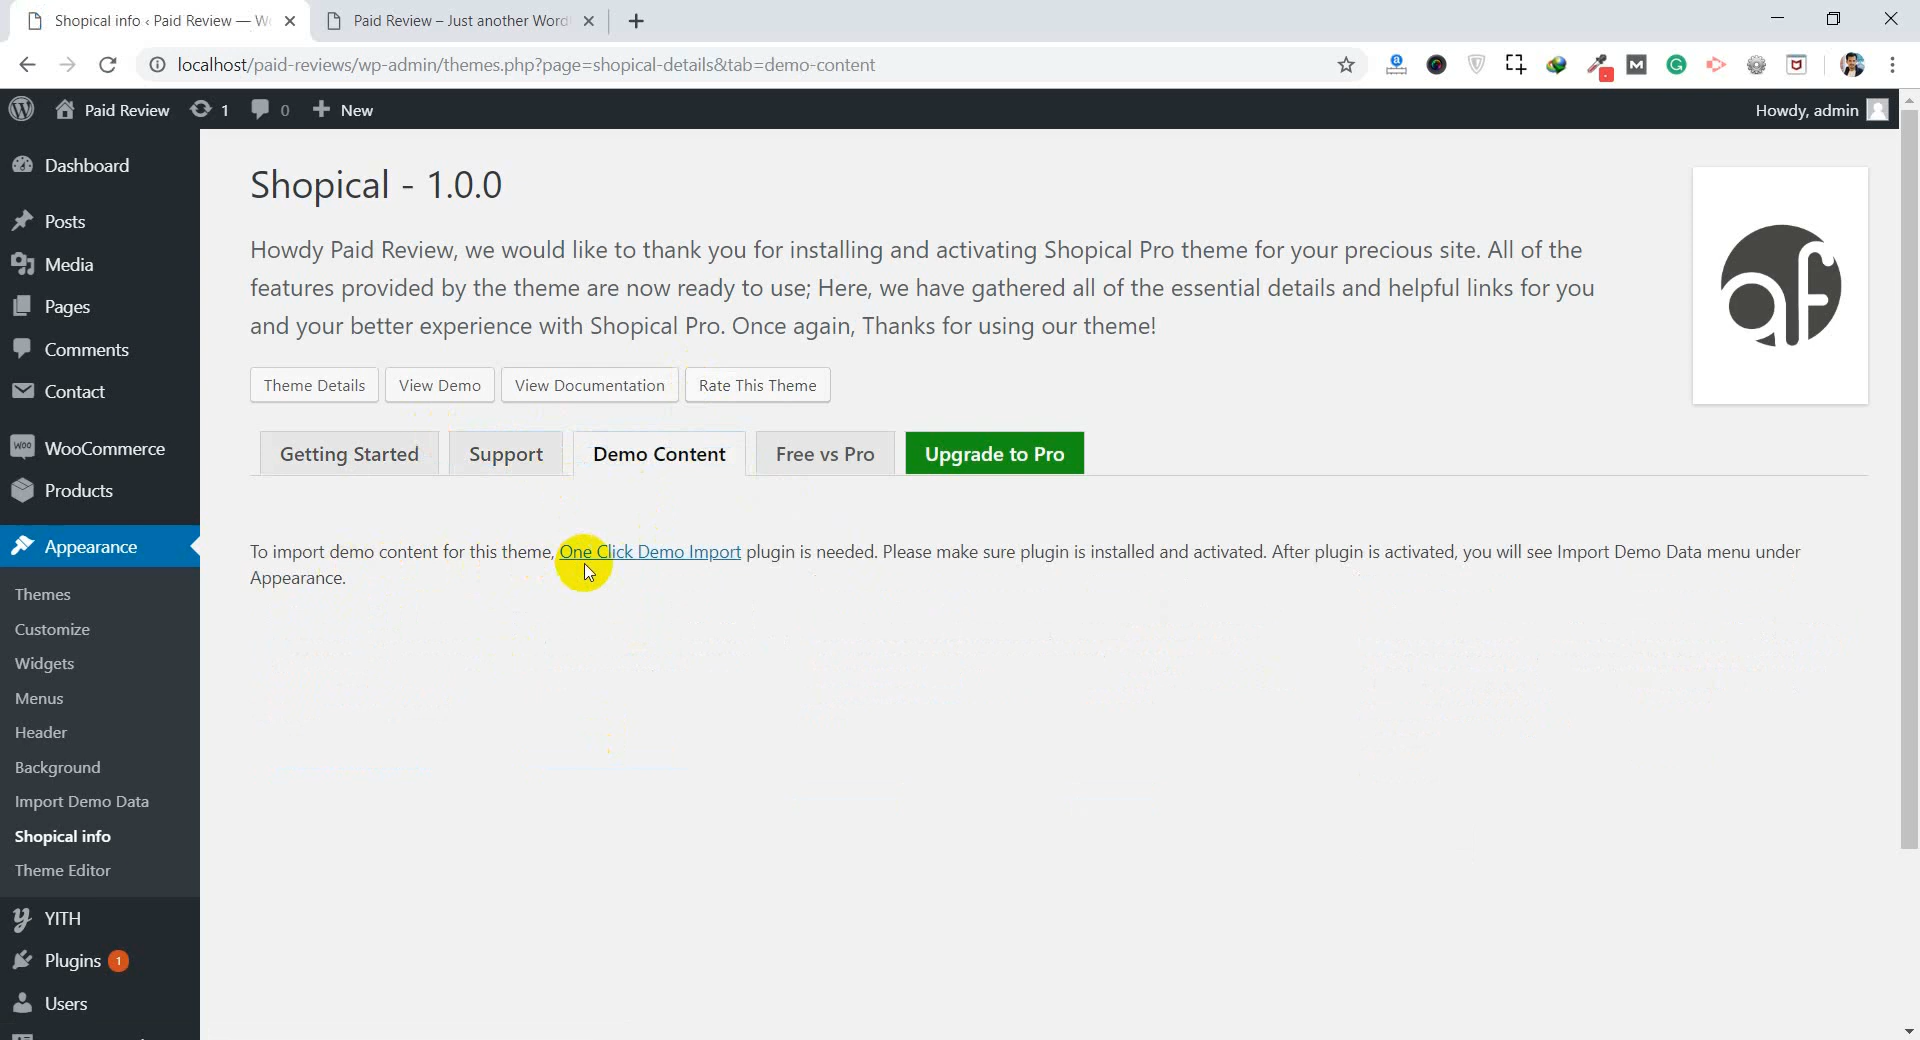 Shopical info ‹ Paid Review — W
Paid Review – Just another Word
localhost/paid-reviews/wp-admin/themes.php?page=shopical-details&tab=demo-content
Paid Review
1
0
New
Howdy, admin
Dashboard
Posts
Media
Pages
Comments
Contact
WooCommerce
Products
Appearance
Themes
Customize
Widgets
Menus
Header
Background
Import Demo Data
Shopical info
Theme Editor
YITH
Plugins 1
Users
Shopical - 1.0.0
Howdy Paid Review, we would like to thank you for installing and activating Shopical Pro theme for your precious site. All of the
features provided by the theme are now ready to use; Here, we have gathered all of the essential details and helpful links for you
and your better experience with Shopical Pro. Once again, Thanks for using our theme!
af
Theme Details
View Demo
View Documentation
Rate This Theme
Getting Started
Support
Demo Content
Free vs Pro
Upgrade to Pro
To import demo content for this theme, One Click Demo Import plugin is needed. Please make sure plugin is installed and activated. After plugin is activated, you will see Import Demo Data menu under
Appearance.